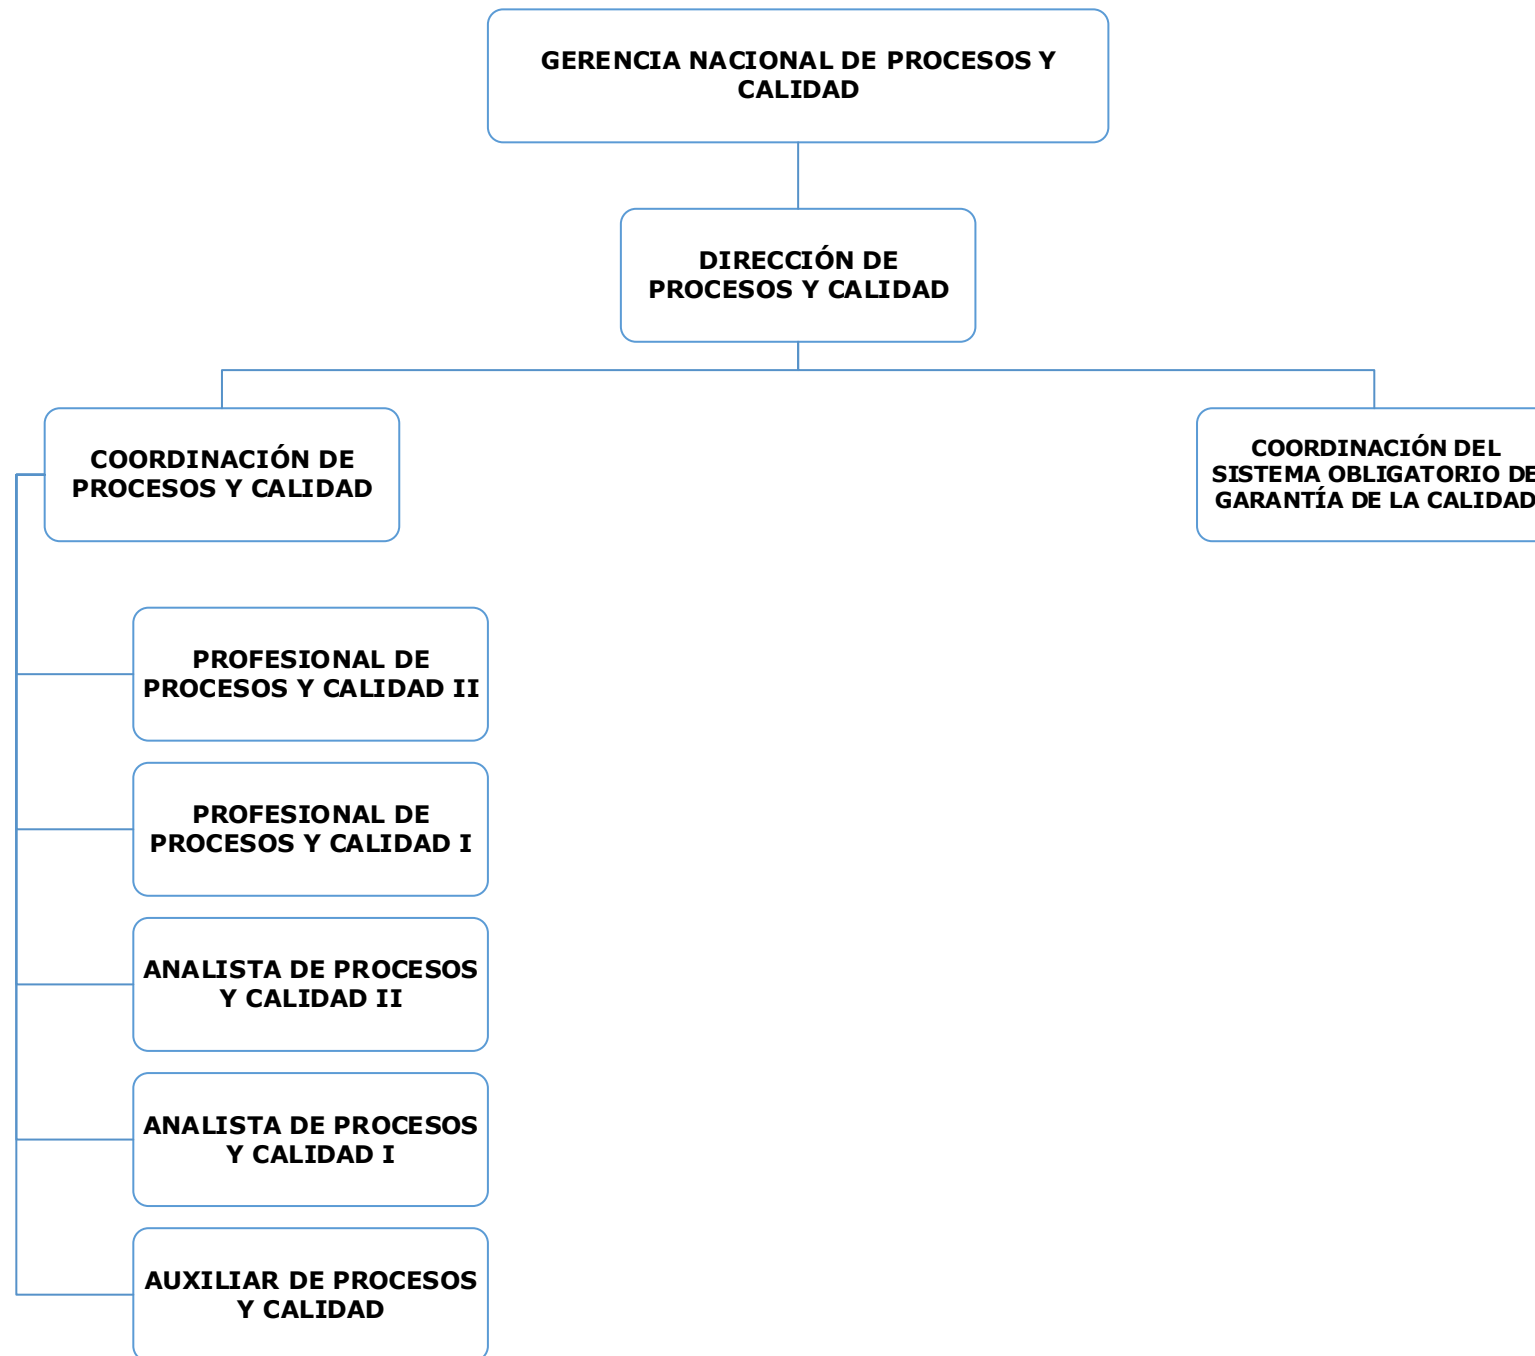 GERENCIA NACIONAL DE PROCESOS Y
CALIDAD
DIRECCIÓN DE
PROCESOS Y CALIDAD
COORDINACIÓN DE
PROCESOS Y CALIDAD
COORDINACIÓN DEL
SISTEMA OBLIGATORIO DE
GARANTÍA DE LA CALIDAD
PROFESIONAL DE
PROCESOS Y CALIDAD II
PROFESIONAL DE
PROCESOS Y CALIDAD I
ANALISTA DE PROCESOS
Y CALIDAD II
ANALISTA DE PROCESOS
Y CALIDAD I
AUXILIAR DE PROCESOS
Y CALIDAD